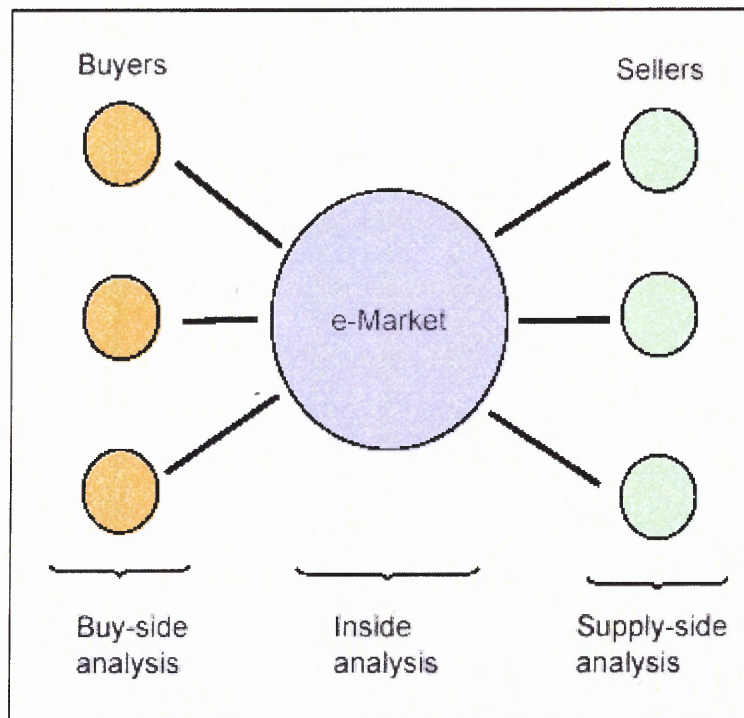 Buyers
Sellers
e-Market
Buy-side
analysis
Inside
analysis
Supply-side
analysis